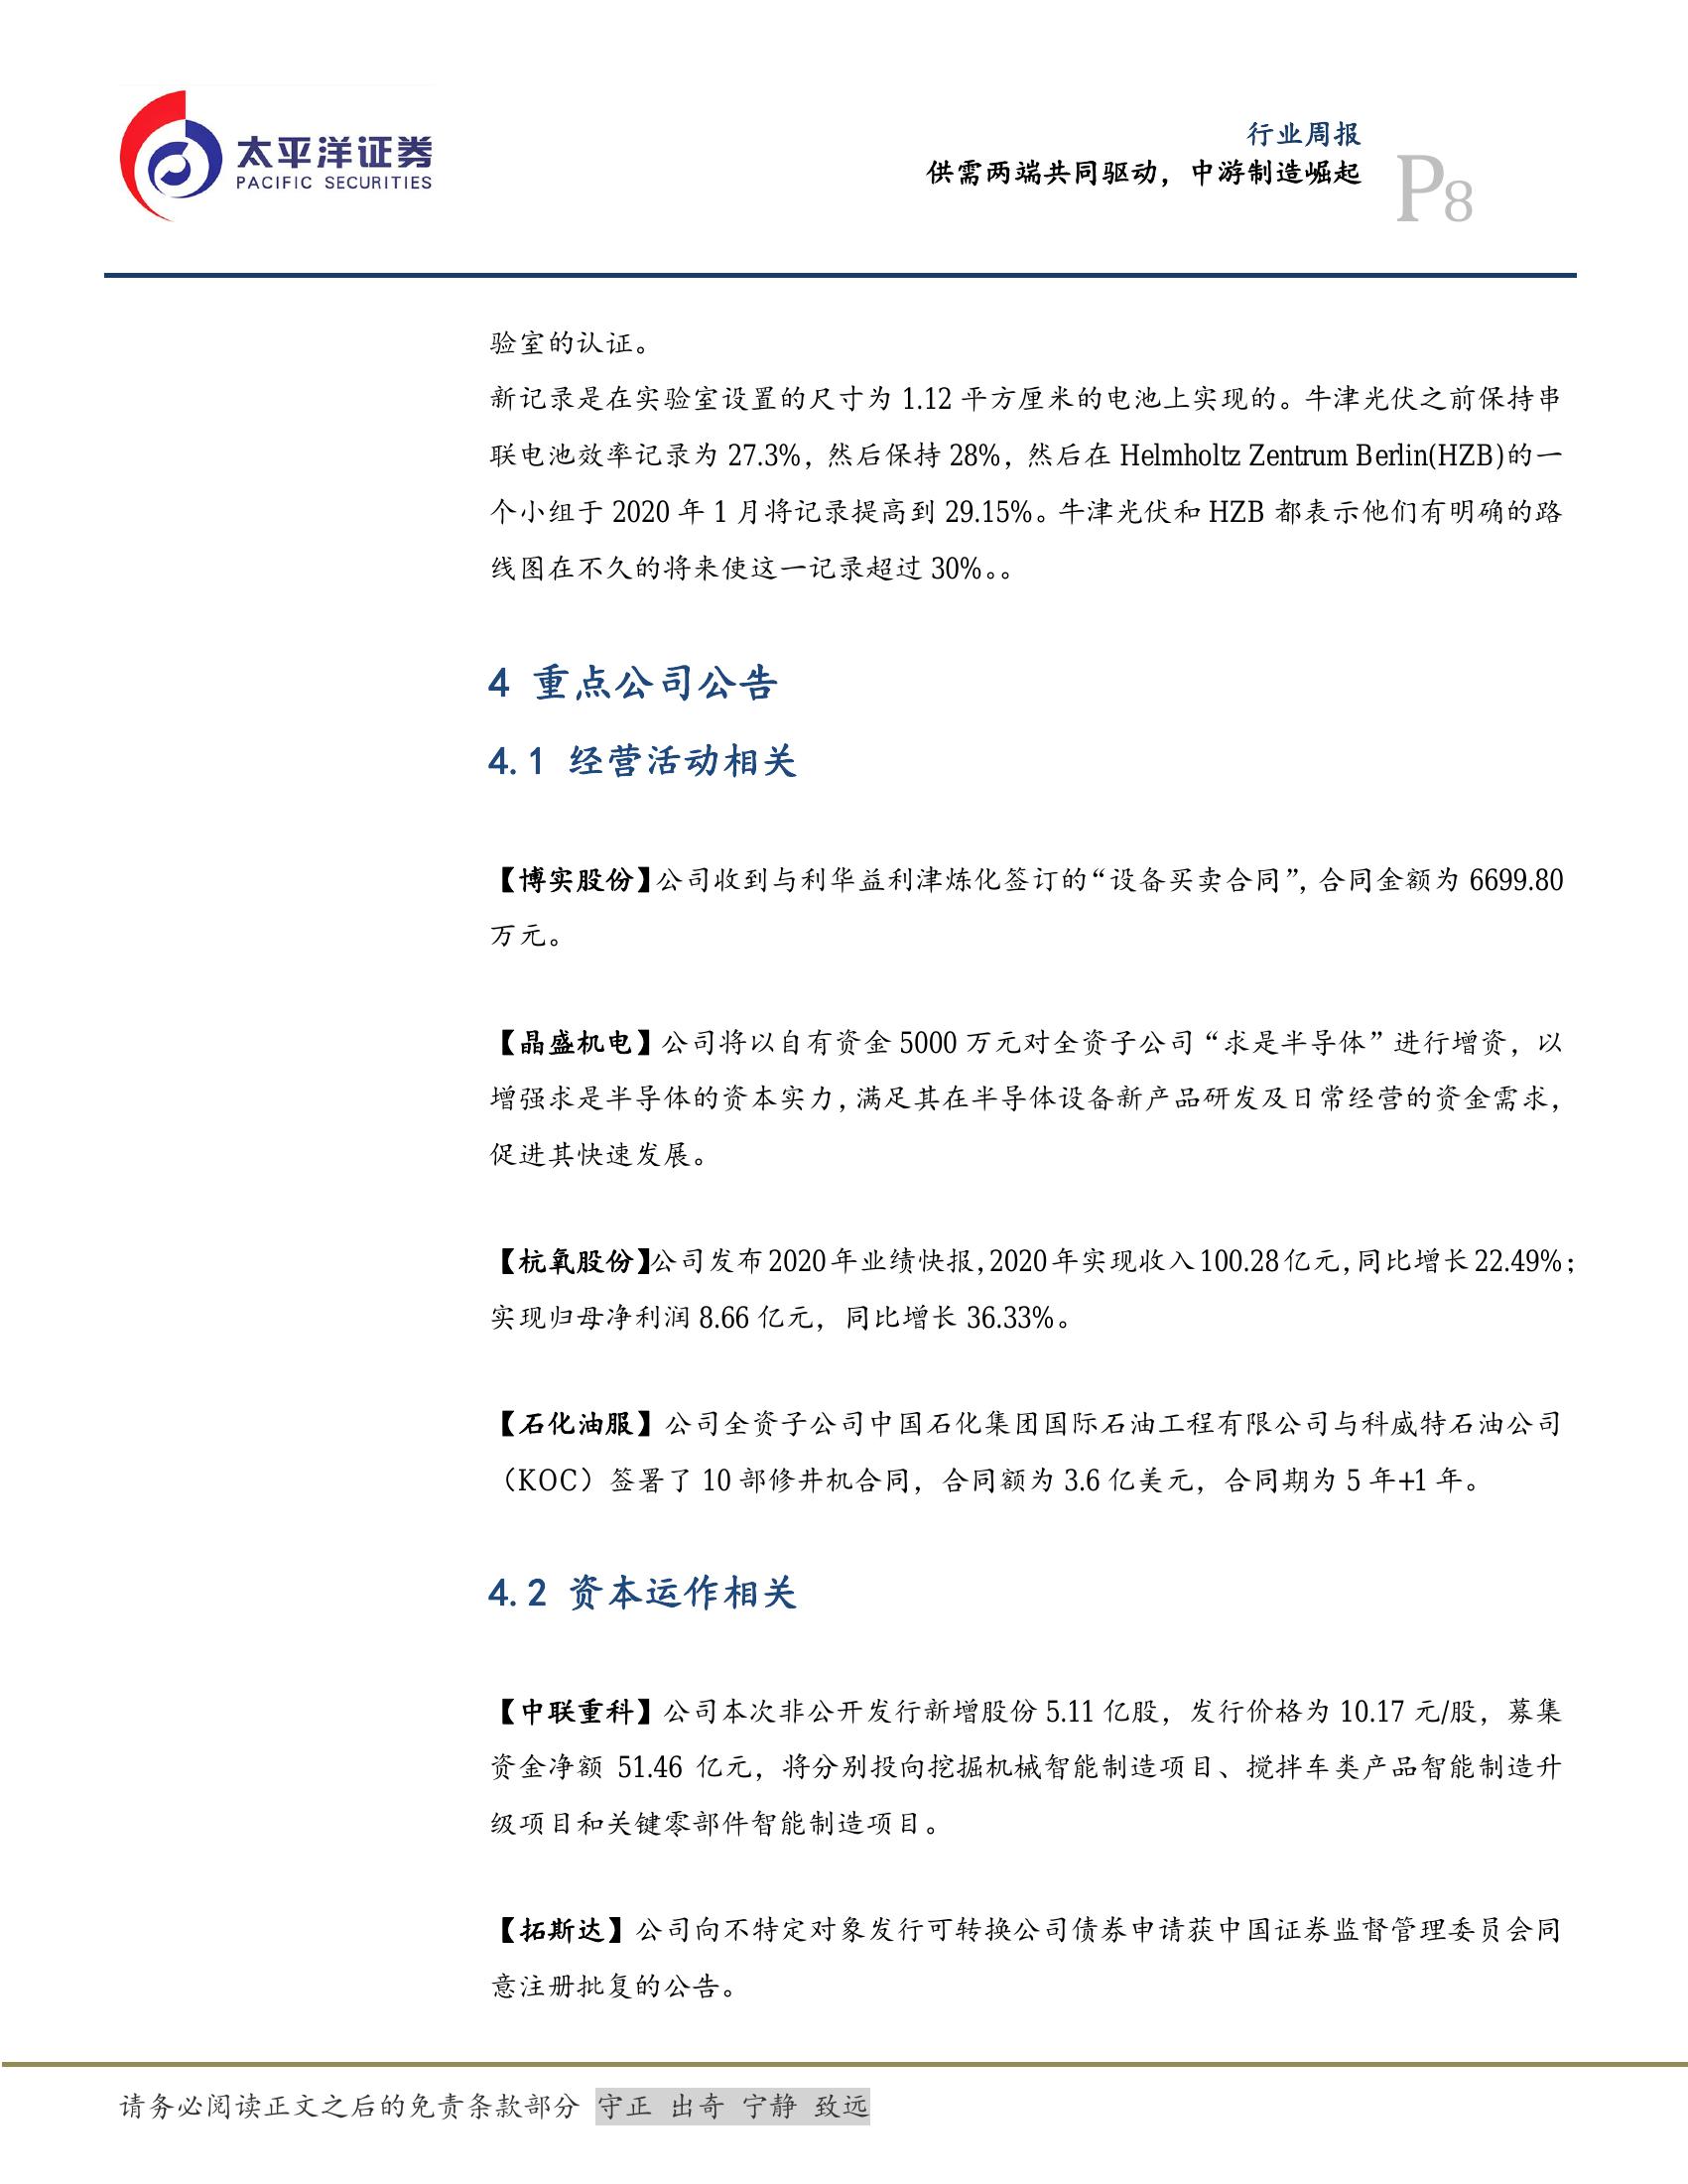 太平洋证券
PACIFIC SECURITIES
行业周报
供需两端共同驱动，中游制造崛起
P8
验室的认证。
新记录是在实验室设置的尺寸为 1.12 平方厘米的电池上实现的。牛津光伏之前保持串
联电池效率记录为 27.3%，然后保持 28%，然后在 Helmholtz Zentrum Berlin(HZB)的一
个小组于 2020 年 1 月将记录提高到 29.15%。牛津光伏和 HZB 都表示他们有明确的路
线图在不久的将来使这一记录超过 30%。。
4 重点公司公告
4.1 经营活动相关
【博实股份】公司收到与利华益利津炼化签订的“设备买卖合同”，合同金额为 6699.80
万元。
【晶盛机电】公司将以自有资金 5000 万元对全资子公司“求是半导体”进行增资，以
增强求是半导体的资本实力，满足其在半导体设备新产品研发及日常经营的资金需求，
促进其快速发展。
【杭氧股份】公司发布 2020 年业绩快报，2020 年实现收入 100.28 亿元，同比增长 22.49%；
实现归母净利润 8.66 亿元，同比增长 36.33%。
【石化油服】公司全资子公司中国石化集团国际石油工程有限公司与科威特石油公司
（KOC）签署了 10 部修井机合同，合同额为 3.6 亿美元，合同期为 5 年+1 年。
4.2 资本运作相关
【中联重科】公司本次非公开发行新增股份 5.11 亿股，发行价格为 10.17 元/股，募集
资金净额 51.46 亿元，将分别投向挖掘机械智能制造项目、搅拌车类产品智能制造升
级项目和关键零部件智能制造项目。
【拓斯达】公司向不特定对象发行可转换公司债券申请获中国证券监督管理委员会同
意注册批复的公告。
请务必阅读正文之后的免责条款部分 守正 出奇 宁静 致远